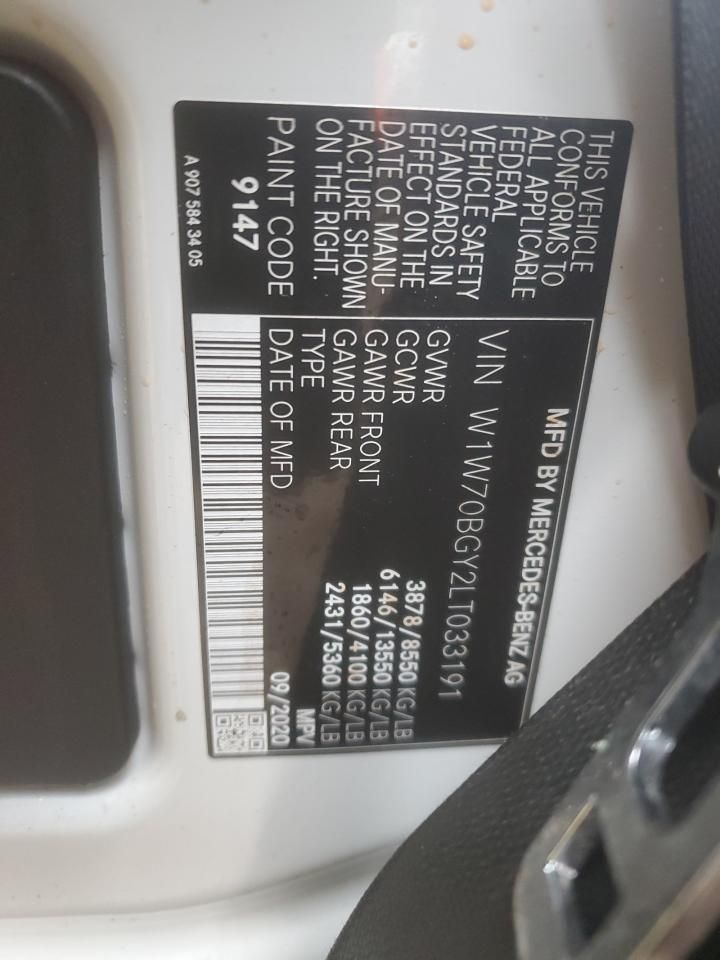 MFD BY MERCEDES-BENZ AG
THIS VEHICLE
CONFORMS TO
ALL APPLICABLE
FEDERAL
VEHICLE SAFETY
STANDARDS IN
EFFECT ON THE
DATE OF MANU-
FACTURE SHOWN
ON THE RIGHT.
PAINT CODE
9147
A 907 584 34 05
VIN W1W70BGY2LT033191
GVWR 3878/8550 KG/LB
GCWR 6146/13550 KG/LB
GAWR FRONT 1860/4100 KG/LB
GAWR REAR 2431/5360 KG/LB
TYPE MPV
DATE OF MFD 09/2020